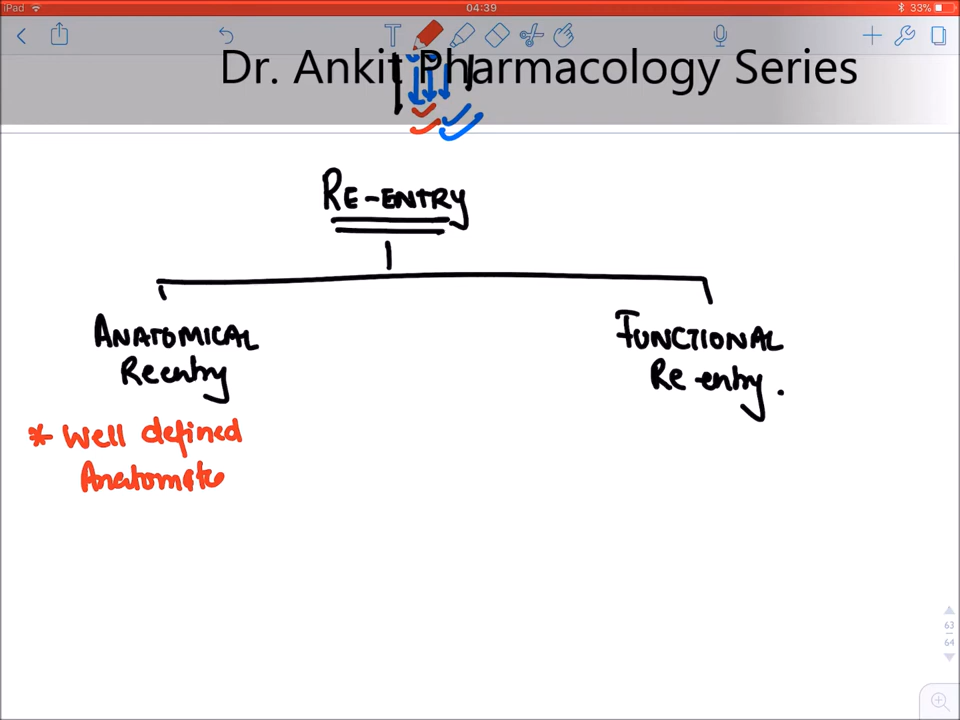 iPad
04:39
33%
T
Dr. Ankit Pharmacology Series
RE-ENTRY
ANATOMICAL
Reentry
FUNCTIONAL
Re-entry.
* Well defined
Anatomate
63
64